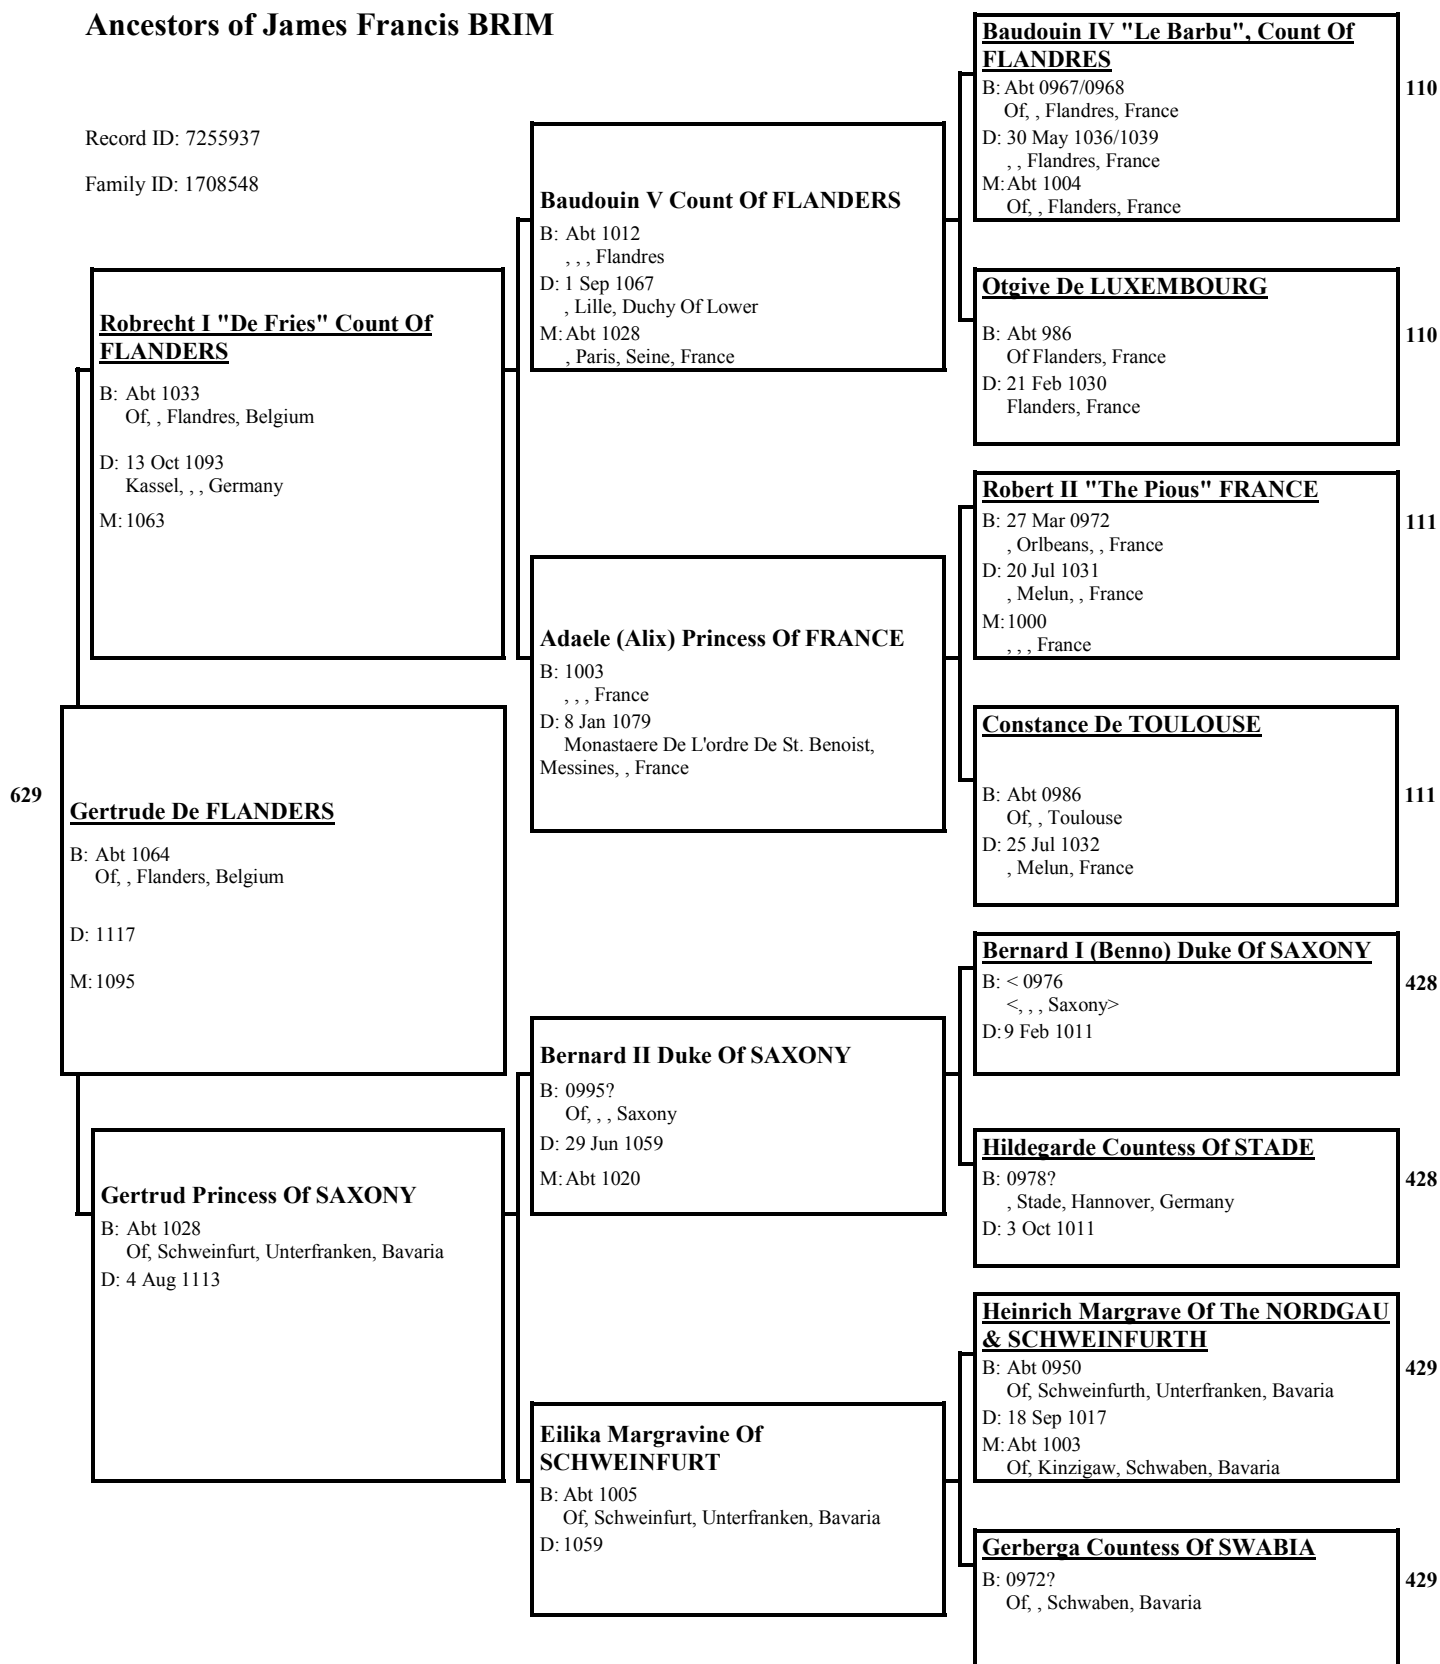 Ancestors of James Francis BRIM
Record ID: 7255937
Family ID: 1708548
629
Gertrude De FLANDERS
B: Abt 1064
Of, , Flanders, Belgium
D: 1117
M: 1095
Robrecht I "De Fries" Count Of
FLANDERS
B: Abt 1033
Of, , Flandres, Belgium
D: 13 Oct 1093
Kassel, , , Germany
M: 1063
Gertrud Princess Of SAXONY
B: Abt 1028
Of, Schweinfurt, Unterfranken, Bavaria
D: 4 Aug 1113
Baudouin V Count Of FLANDERS
B: Abt 1012
, , , Flandres
D: 1 Sep 1067
, Lille, Duchy Of Lower
M: Abt 1028
, Paris, Seine, France
Adaele (Alix) Princess Of FRANCE
B: 1003
, , , France
D: 8 Jan 1079
Monastaere De L'ordre De St. Benoist,
Messines, , France
Bernard II Duke Of SAXONY
B: 0995?
Of, , , Saxony
D: 29 Jun 1059
M: Abt 1020
Eilika Margravine Of
SCHWEINFURT
B: Abt 1005
Of, Schweinfurt, Unterfranken, Bavaria
D: 1059
Baudouin IV "Le Barbu", Count Of
FLANDRES
B: Abt 0967/0968
Of, , Flandres, France
D: 30 May 1036/1039
, , Flandres, France
M: Abt 1004
Of, , Flanders, France
110
Otgive De LUXEMBOURG
B: Abt 986
Of Flanders, France
D: 21 Feb 1030
Flanders, France
110
Robert II "The Pious" FRANCE
B: 27 Mar 0972
, Orlbeans, , France
D: 20 Jul 1031
, Melun, , France
M: 1000
, , , France
111
Constance De TOULOUSE
B: Abt 0986
Of, , Toulouse
D: 25 Jul 1032
, Melun, France
111
Bernard I (Benno) Duke Of SAXONY
B: < 0976
<, , , Saxony>
D: 9 Feb 1011
428
Hildegarde Countess Of STADE
B: 0978?
, Stade, Hannover, Germany
D: 3 Oct 1011
428
Heinrich Margrave Of The NORDGAU
& SCHWEINFURTH
B: Abt 0950
Of, Schweinfurth, Unterfranken, Bavaria
D: 18 Sep 1017
M: Abt 1003
Of, Kinzigaw, Schwaben, Bavaria
429
Gerberga Countess Of SWABIA
B: 0972?
Of, , Schwaben, Bavaria
429